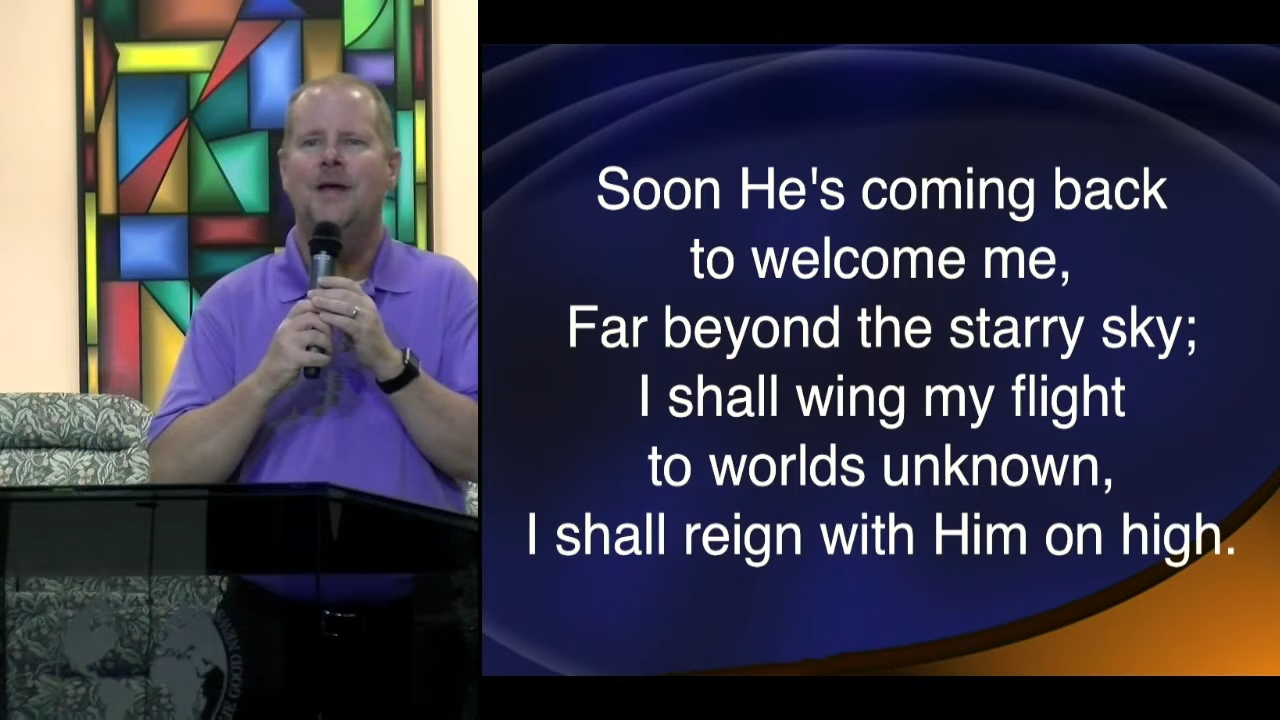 Soon He's coming back
to welcome me,
Far beyond the starry sky;
I shall wing my flight
to worlds unknown,
I shall reign with Him on high.
GOOD